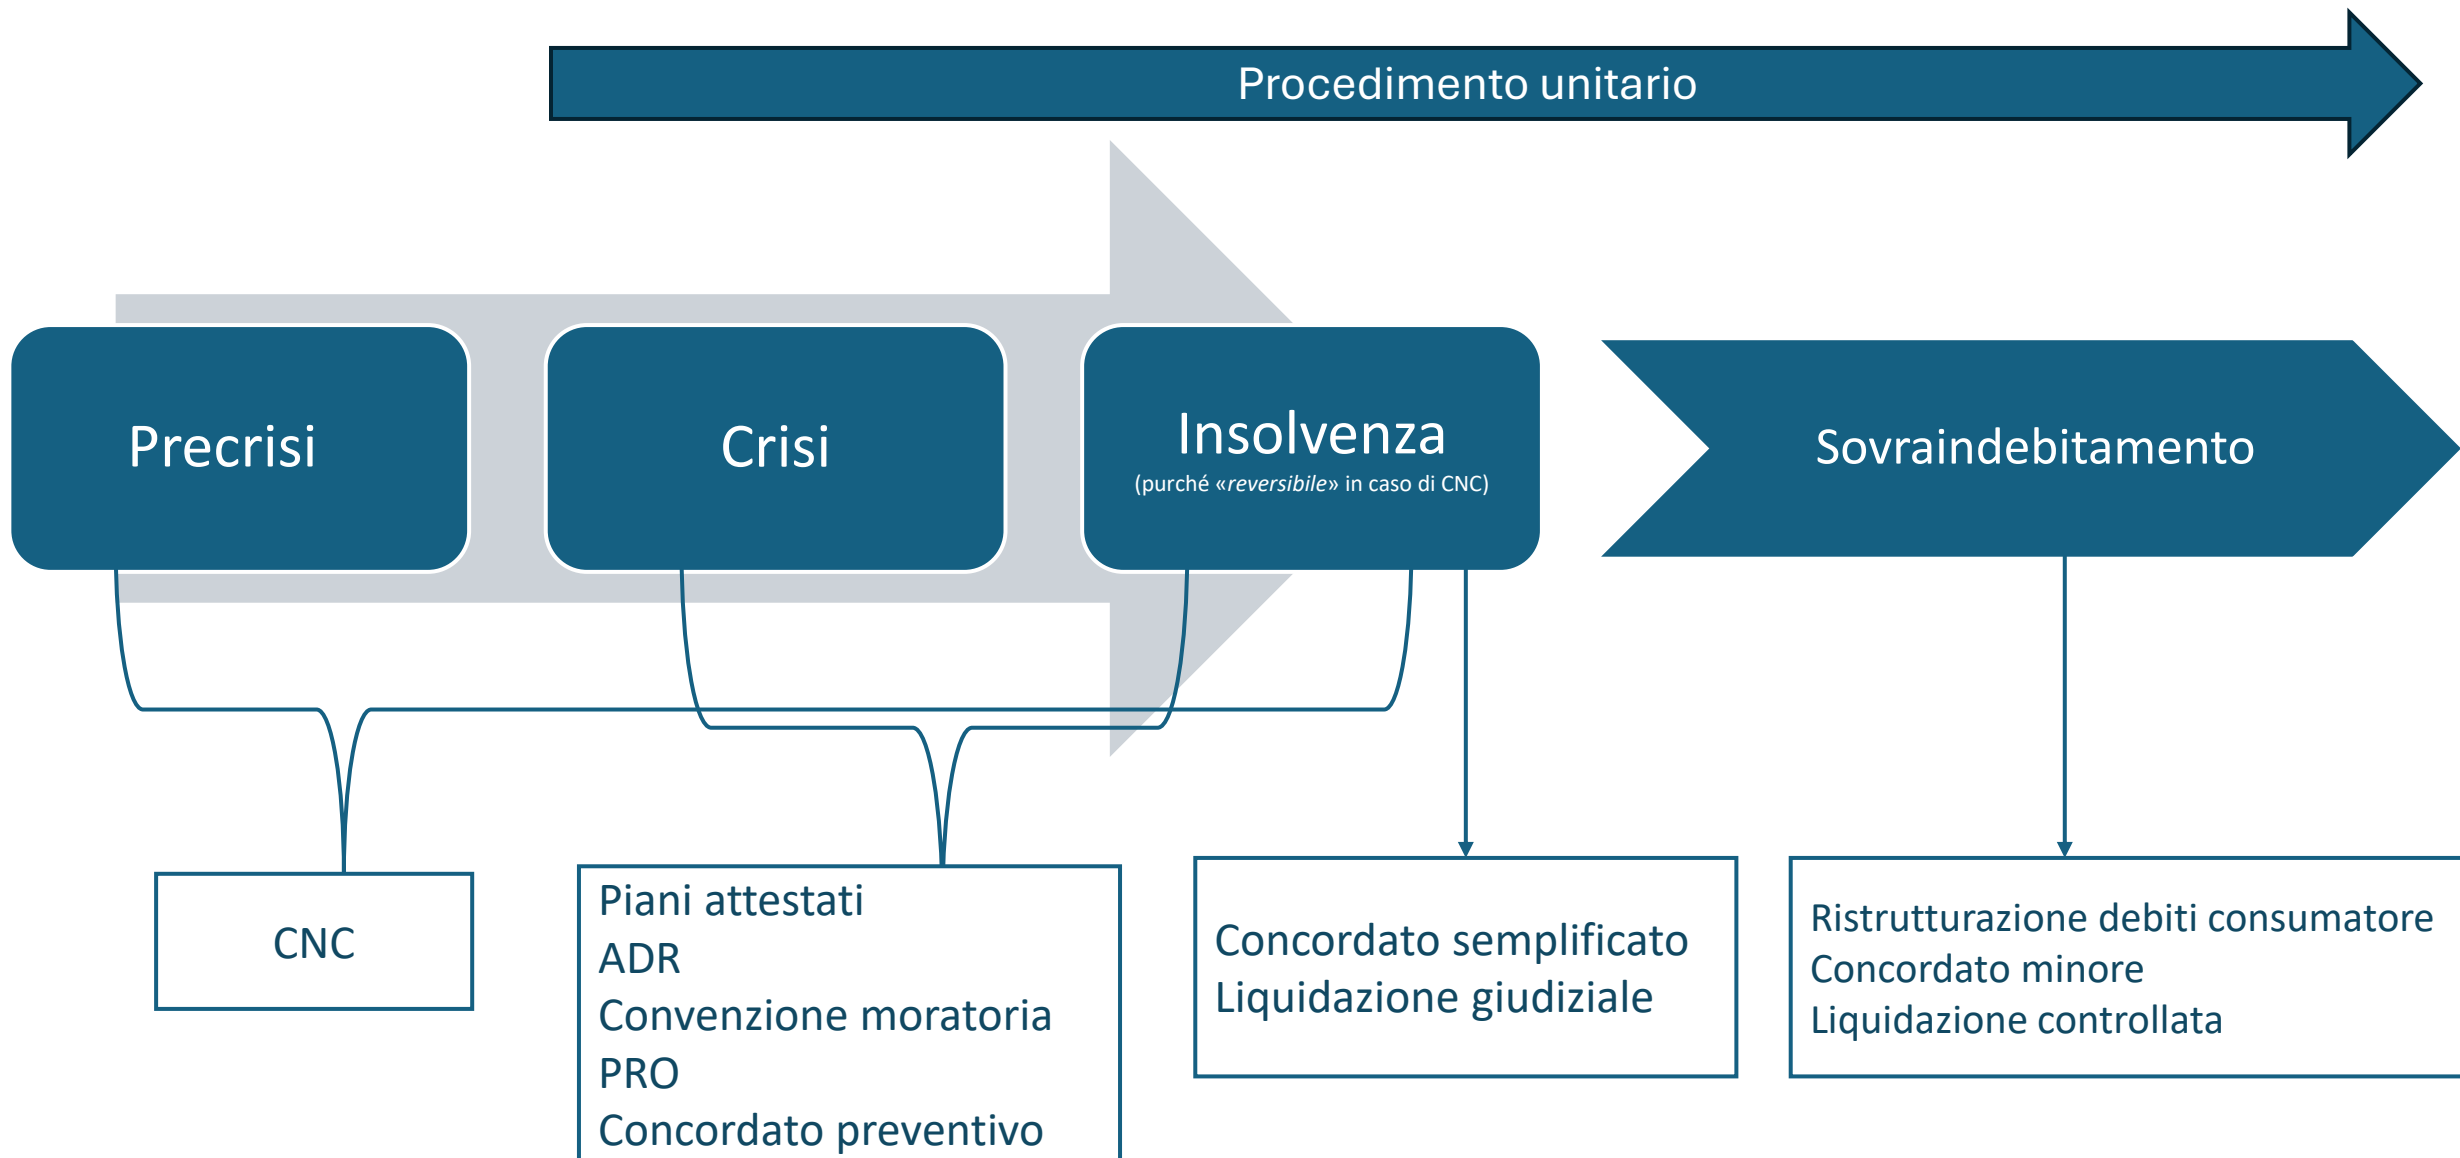 Procedimento unitario
Precrisi
Crisi
Insolvenza
(purché «reversibile» in caso di CNC)
Sovraindebitamento
CNC
Piani attestati
ADR
Convenzione moratoria
PRO
Concordato preventivo
Concordato semplificato
Liquidazione giudiziale
Ristrutturazione debiti consumatore
Concordato minore
Liquidazione controllata